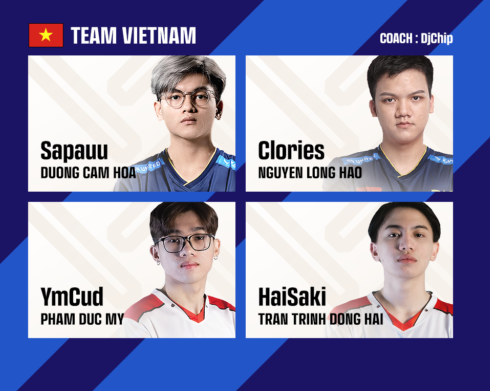 TEAM VIETNAM
COACH : DjChip
Sapauu
DUONG CAM HOA
Clories
NGUYEN LONG HAO
YmCud
PHAM DUC MY
HaiSaki
TRAN TRINH DONG HAI